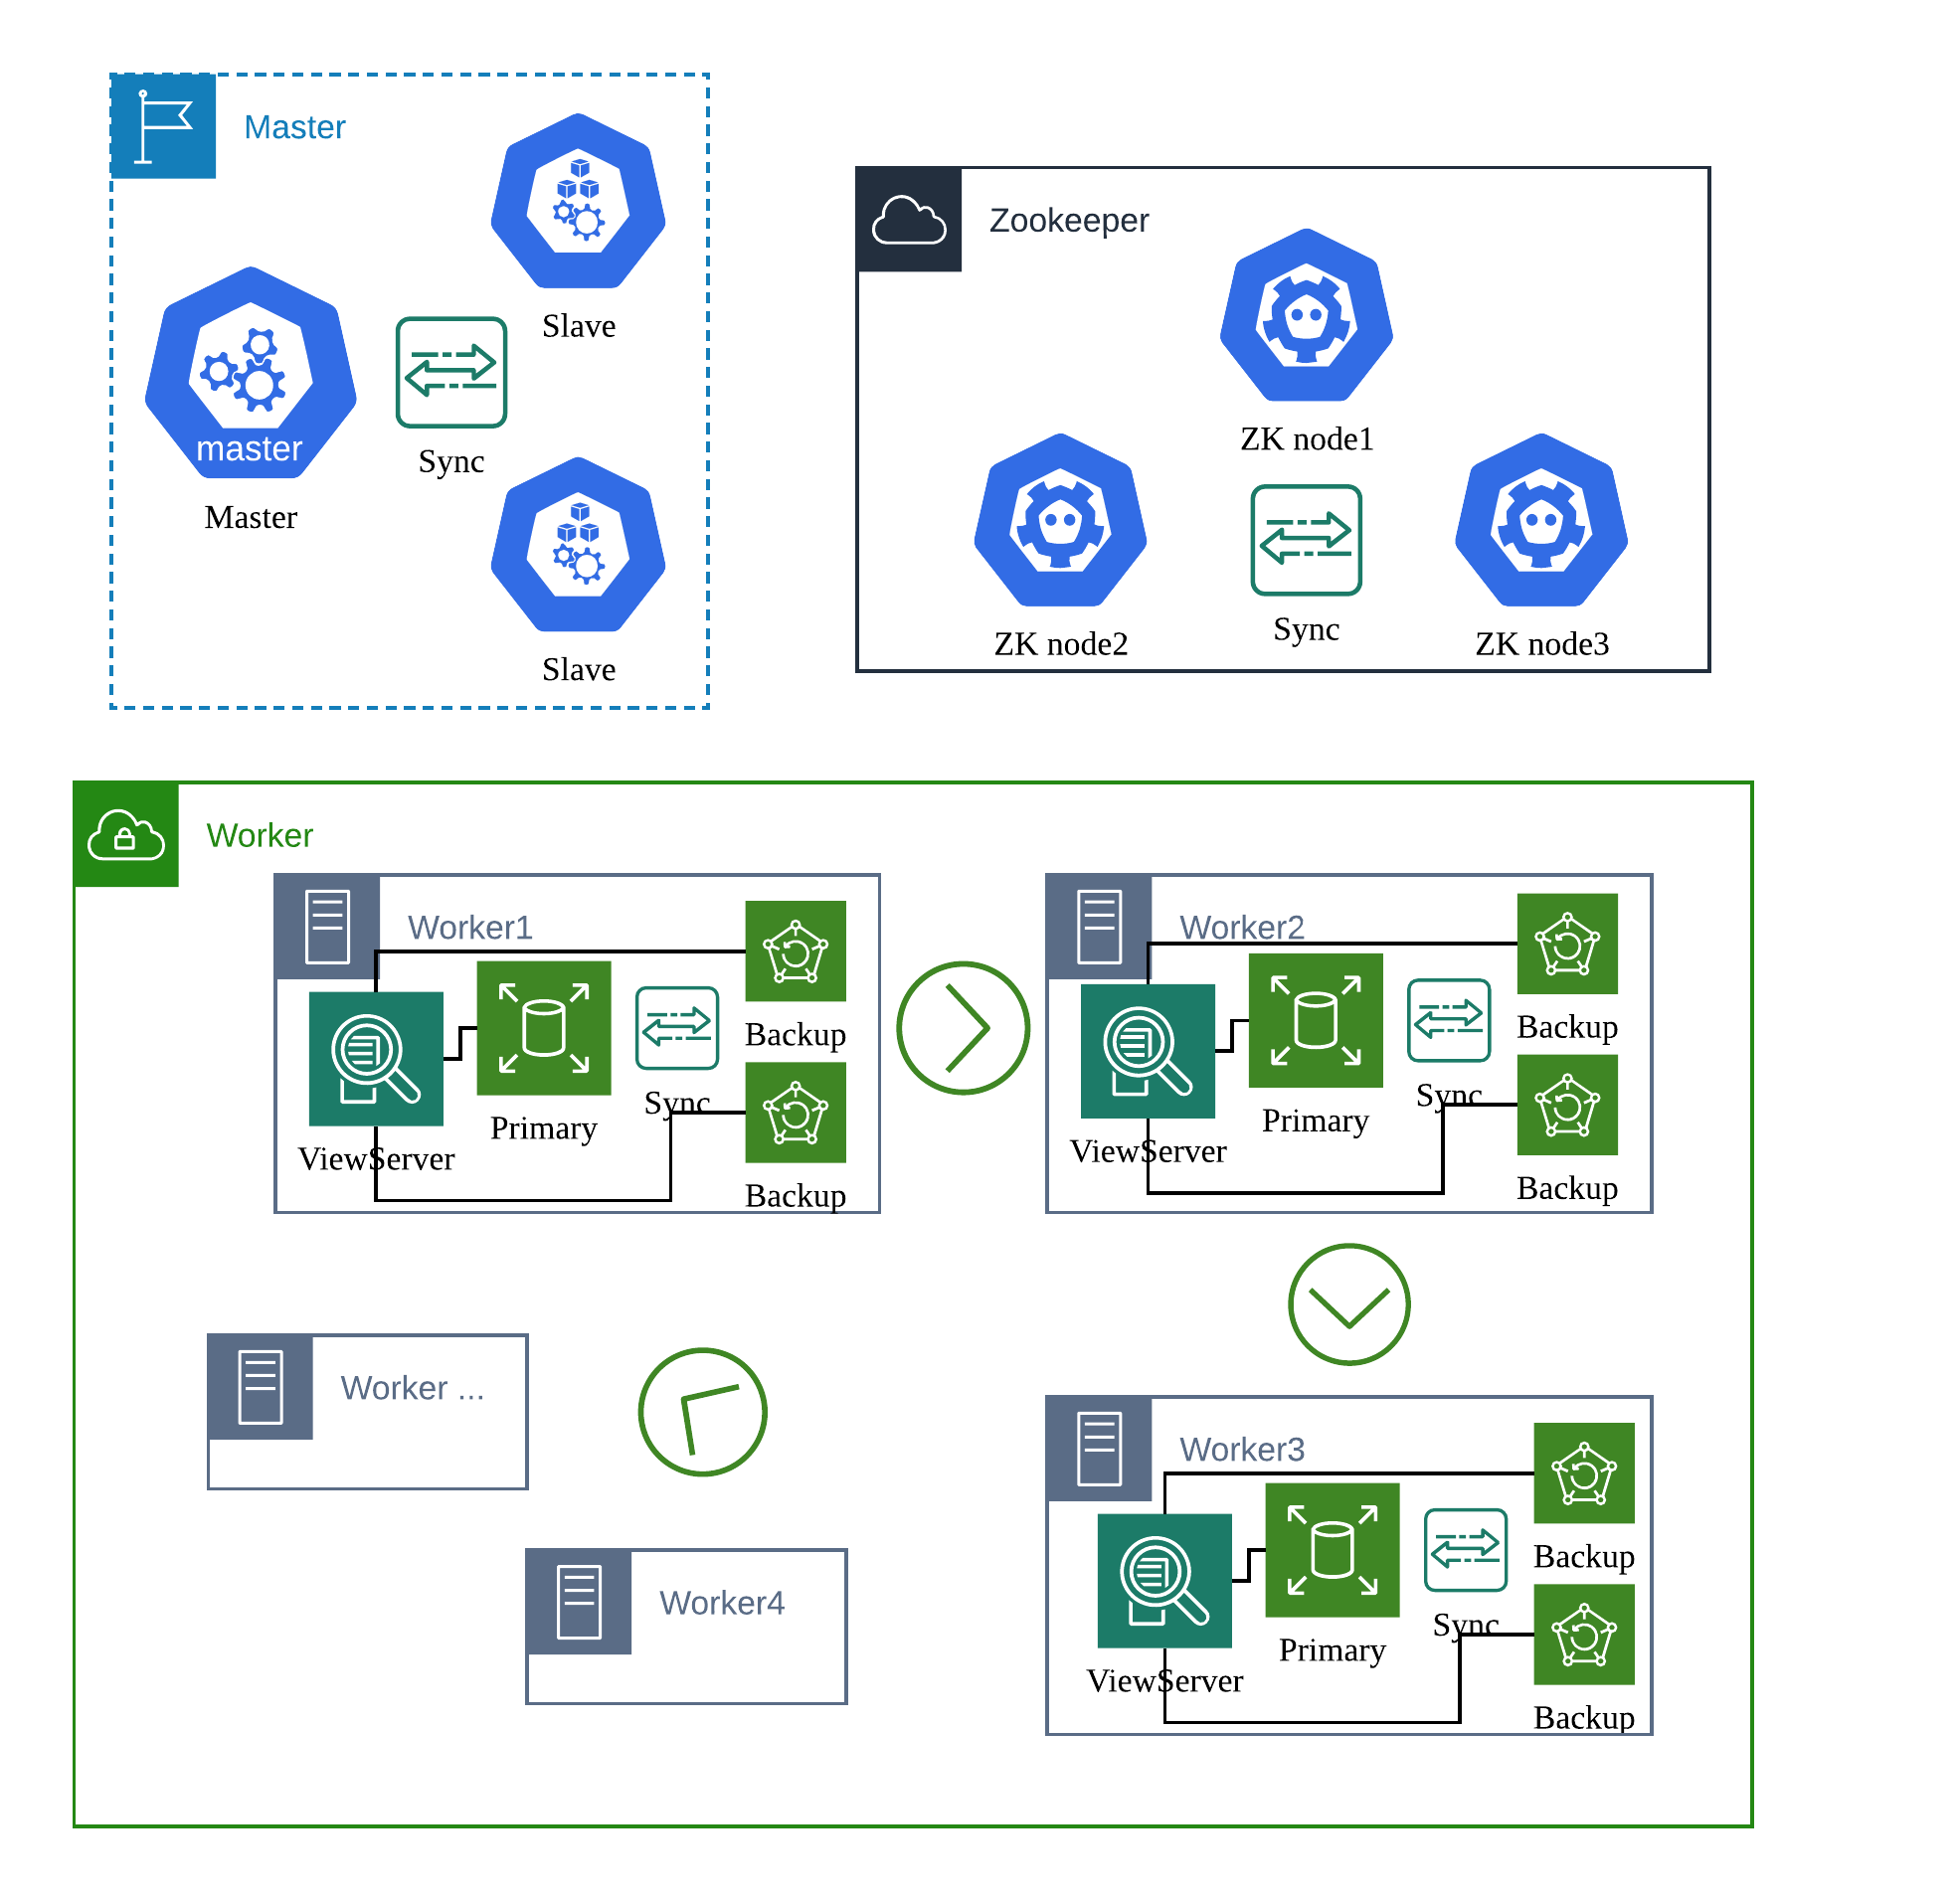 Master
Slave
master
Master
Sync
Slave
Zookeeper
ZK node1
ZK node2
Sync
ZK node3
Worker
Worker1
Backup
ViewServer
Primary
Sync
Backup
Worker2
Backup
ViewServer
Primary
Sync
Backup
Worker ...
Worker3
Backup
ViewServer
Primary
Sync
Backup
Worker4